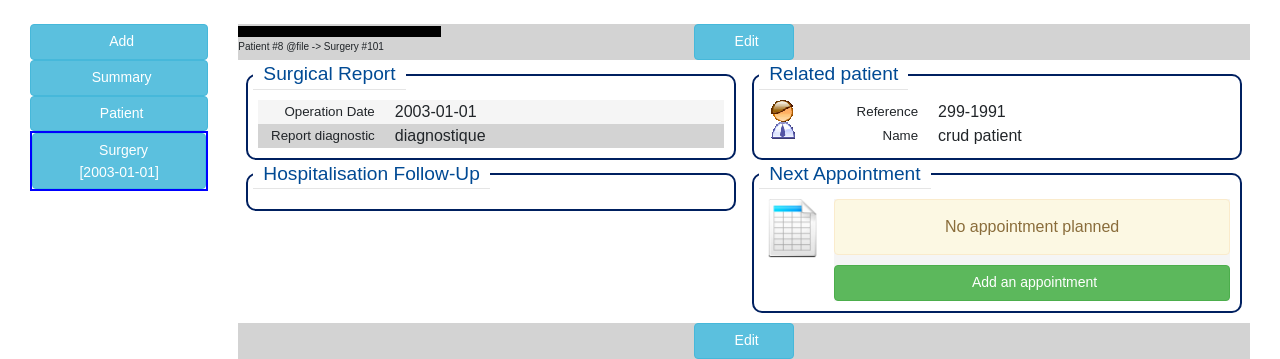 Add
Summary
Patient
Surgery
[2003-01-01]
Patient #8 @file -> Surgery #101
Edit
Surgical Report
Operation Date 2003-01-01
Report diagnostic diagnostique
Hospitalisation Follow-Up
Related patient
Reference 299-1991
Name crud patient
Next Appointment
No appointment planned
Add an appointment
Edit